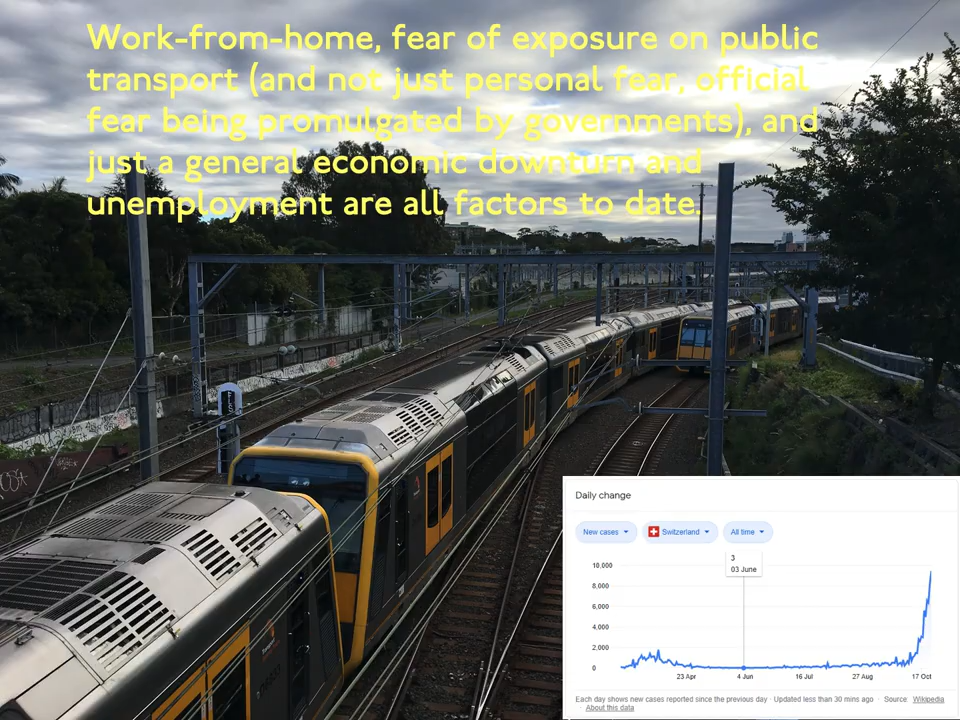 Work-from-home, fear of exposure on public
transport (and not just personal fear, official
fear being promulgated by governments), and
just a general economic downturn and
unemployment are all factors to date.
Daily change
New cases
Switzerland
All time
3
03 June
10,000
8,000
6,000
4,000
2,000
0
23 Apr
4 Jun
16 Jul
27 Aug
17 Oct
Each day shows new cases reported since the previous day · Updated less than 30 mins ago · Source: Wikipedia
· About this data